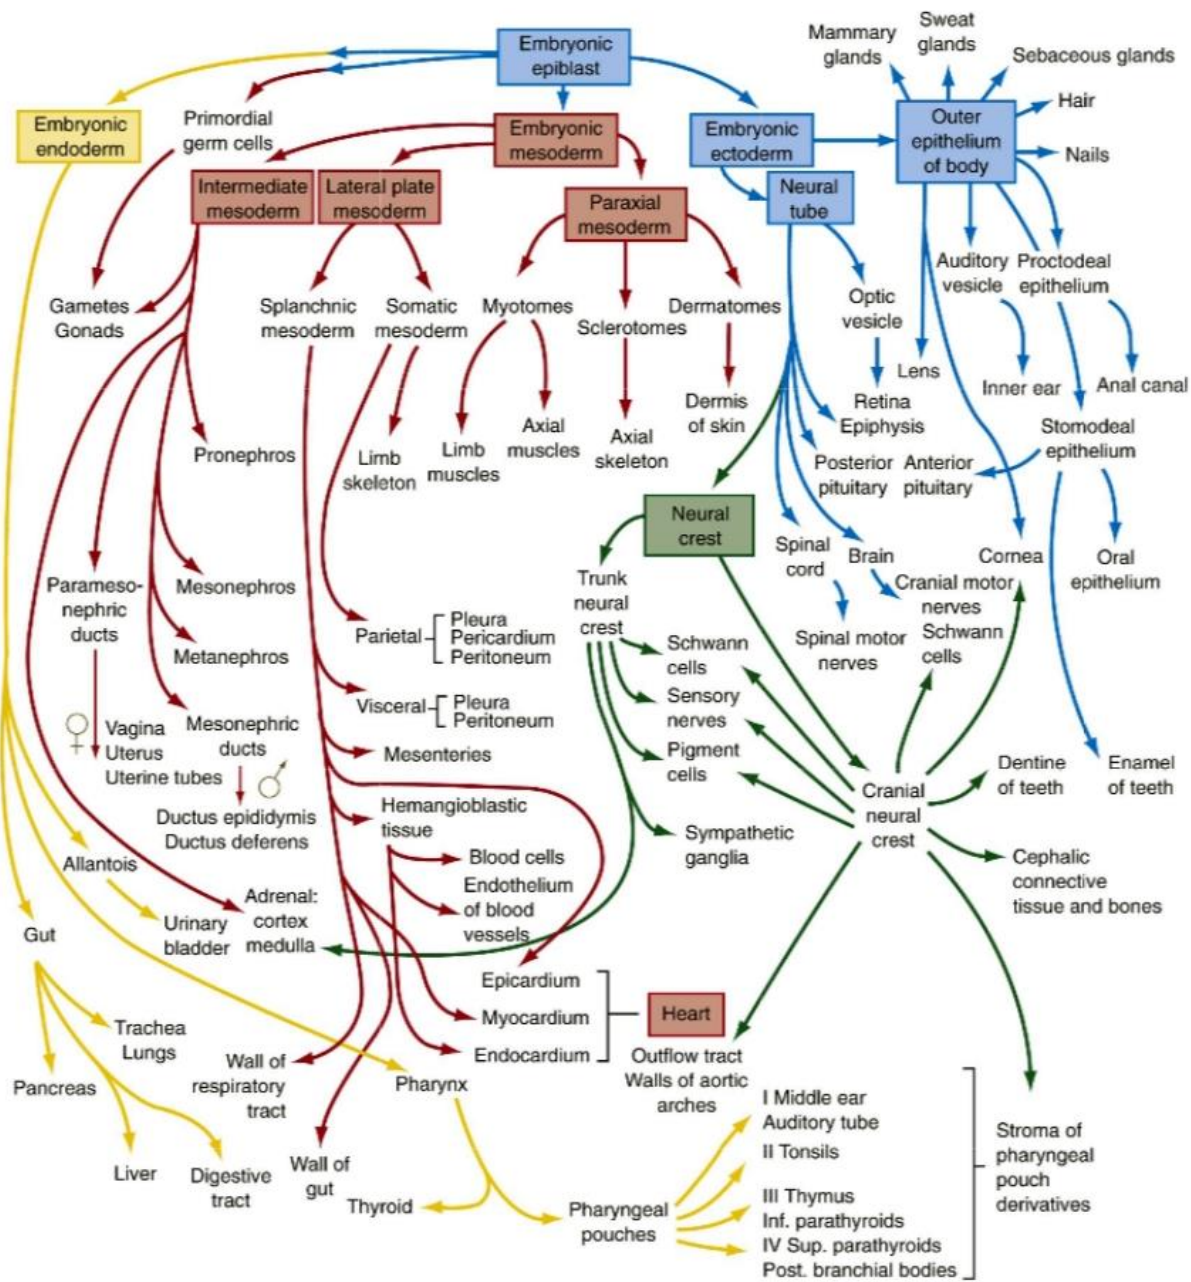 Embryonic
epiblast
Mammary
glands
Sweat
glands
Sebaceous glands
Hair
Nails
Embryonic
endoderm
Primordial
germ cells
Embryonic
mesoderm
Embryonic
ectoderm
Outer
epithelium
of body
Intermediate
mesoderm
Lateral plate
mesoderm
Paraxial
mesoderm
Neural
tube
Gametes
Gonads
Splanchnic
mesoderm
Somatic
mesoderm
Myotomes
Sclerotomes
Dermatomes
Optic
vesicle
Auditory
vesicle
Proctodeal
epithelium
Lens
Inner ear
Anal canal
Pronephros
Limb
skeleton
Limb
muscles
Axial
muscles
Axial
skeleton
Dermis
of skin
Retina
Epiphysis
Posterior
pituitary
Anterior
pituitary
Stomodeal
epithelium
Neural
crest
Spinal
cord
Brain
Cornea
Oral
epithelium
Parameso-
nephric
ducts
Mesonephros
Metanephros
Trunk
neural
crest
Cranial motor
nerves
Spinal motor
nerves
Schwann
cells
Parietal
Pleura
Pericardium
Peritoneum
Visceral
Pleura
Peritoneum
Schwann
cells
Sensory
nerves
Pigment
cells
♀
Vagina
Uterus
Uterine tubes
Mesonephric
ducts
♂
Ductus epididymis
Ductus deferens
Mesenteries
Hemangioblastic
tissue
Blood cells
Endothelium
of blood
vessels
Sympathetic
ganglia
Cranial
neural
crest
Dentine
of teeth
Enamel
of teeth
Cephalic
connective
tissue and bones
Allantois
Urinary
bladder
Adrenal:
cortex
medulla
Gut
Epicardium
Myocardium
Endocardium
Heart
Outflow tract
Walls of aortic
arches
Trachea
Lungs
Pancreas
Liver
Digestive
tract
Wall of
respiratory
tract
Wall of
gut
Pharynx
Thyroid
Pharyngeal
pouches
I Middle ear
Auditory tube
II Tonsils
III Thymus
Inf. parathyroids
IV Sup. parathyroids
Post. branchial bodies
Stroma of
pharyngeal
pouch
derivatives